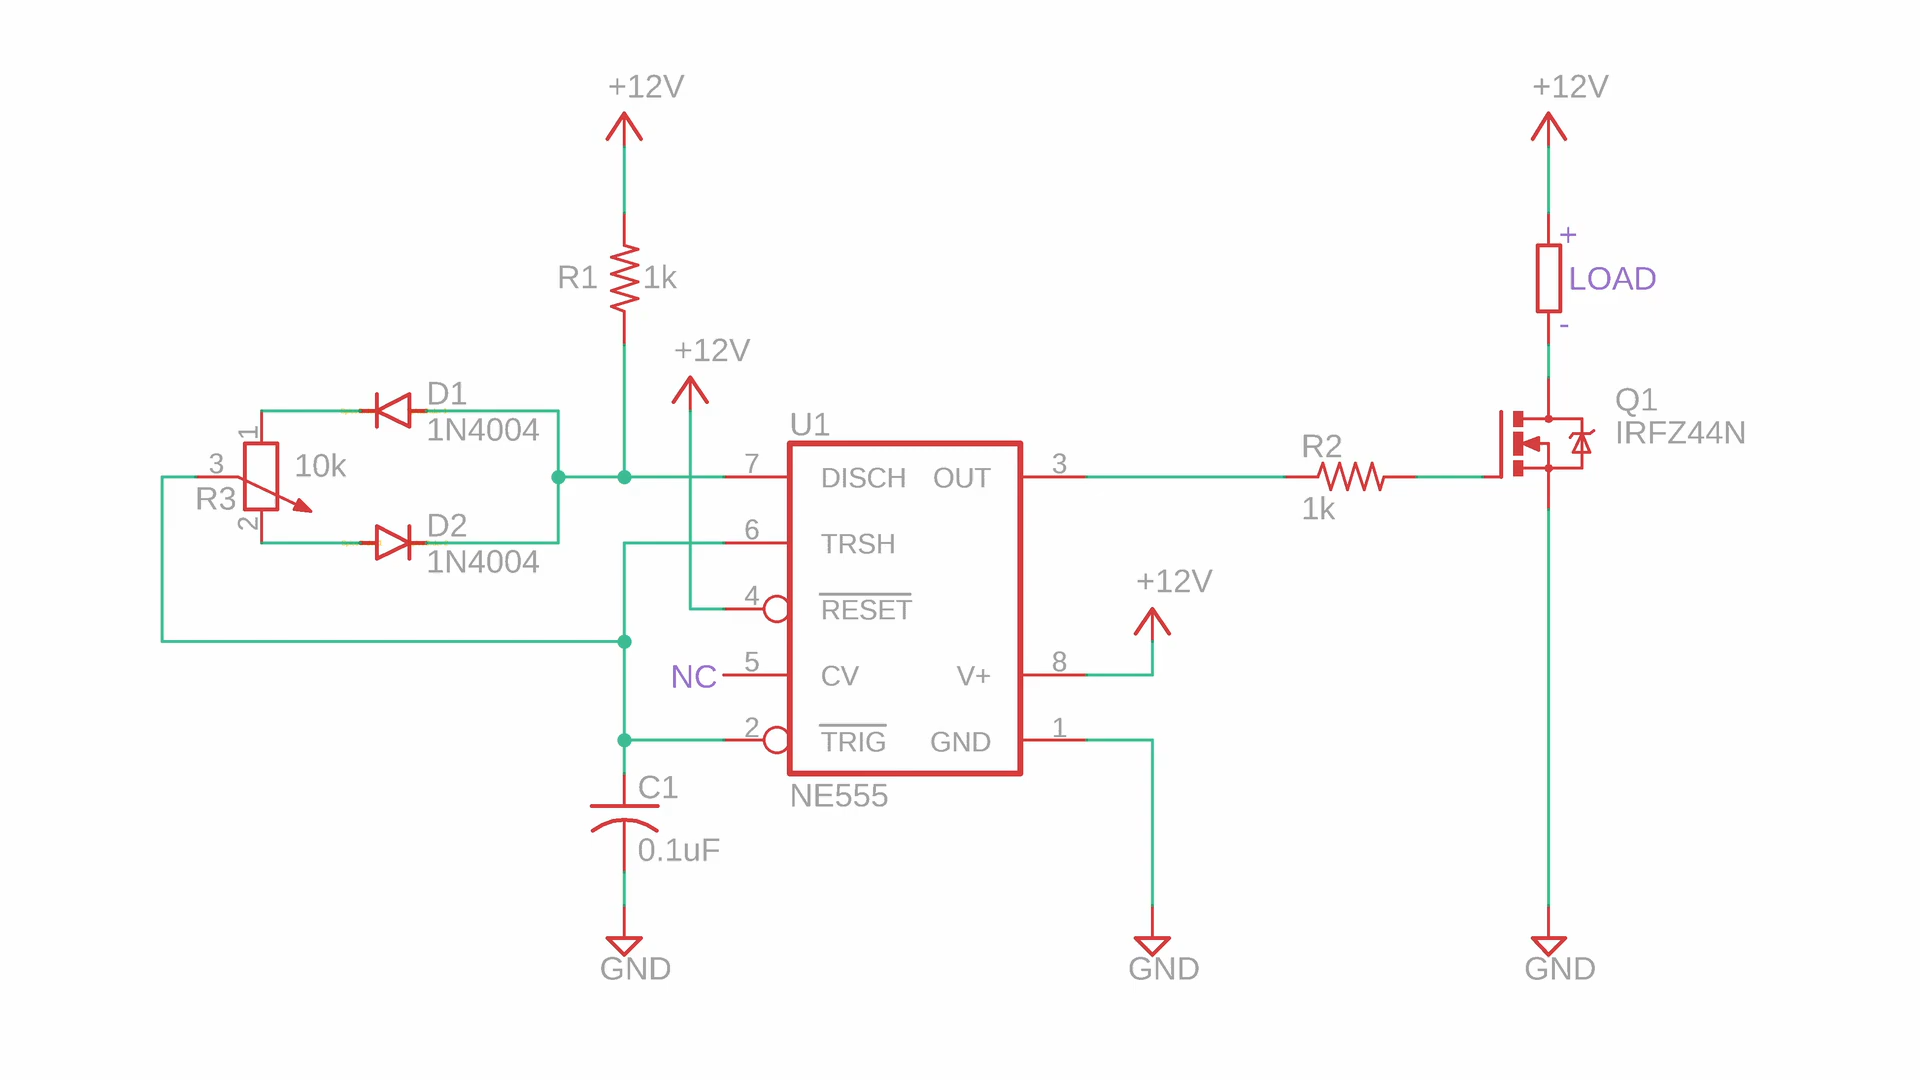 +12V
+12V
+
R1
1k
LOAD
-
+12V
D1
1N4004
Q1
IRFZ44N
U1
1
3
10k
R3
2
7
DISCH
OUT
3
R2
1k
D2
1N4004
6
TRSH
4
RESET
+12V
NC
5
CV
V+
8
2
TRIG
GND
1
C1
0.1uF
NE555
GND
GND
GND